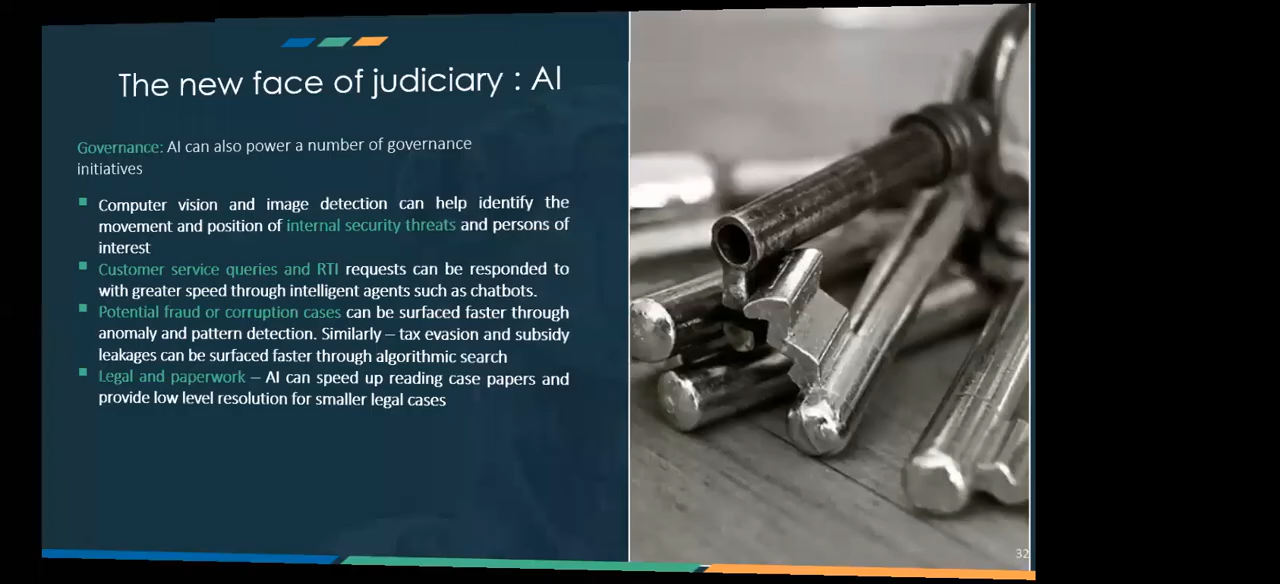 The new face of judiciary : AI
Governance: AI can also power a number of governance
initiatives
Computer vision and image detection can help identify the
movement and position of internal security threats and persons of
interest
Customer service queries and RTI requests can be responded to
with greater speed through intelligent agents such as chatbots.
Potential fraud or corruption cases can be surfaced faster through
anomaly and pattern detection. Similarly – tax evasion and subsidy
leakages can be surfaced faster through algorithmic search
Legal and paperwork – AI can speed up reading case papers and
provide low level resolution for smaller legal cases
32